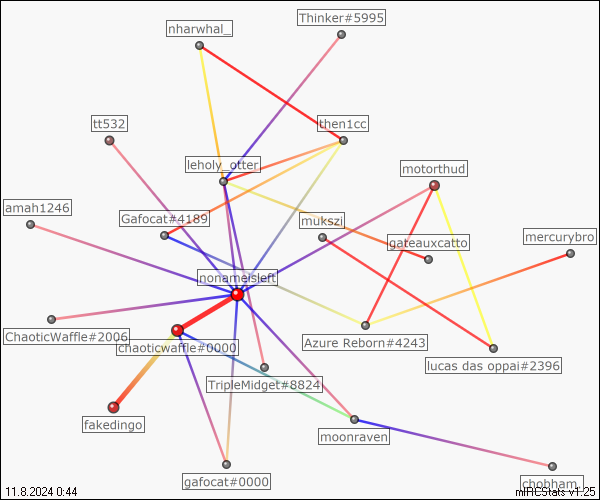 Thinker#5995
nharwhal_
tt532
then1cc
leholy_otter
motorthud
amah1246
Gafocat#4189
mukszi
gateauxcatto
mercurybro
nonameisleft
ChaoticWaffle#2006
chaoticwaffle#0000
Azure Reborn#4243
lucas das oppai#2396
TripleMidget#8824
fakedingo
moonraven
gafocat#0000
chobham_
11.8.2024 0:44
mIRCStats v1.25